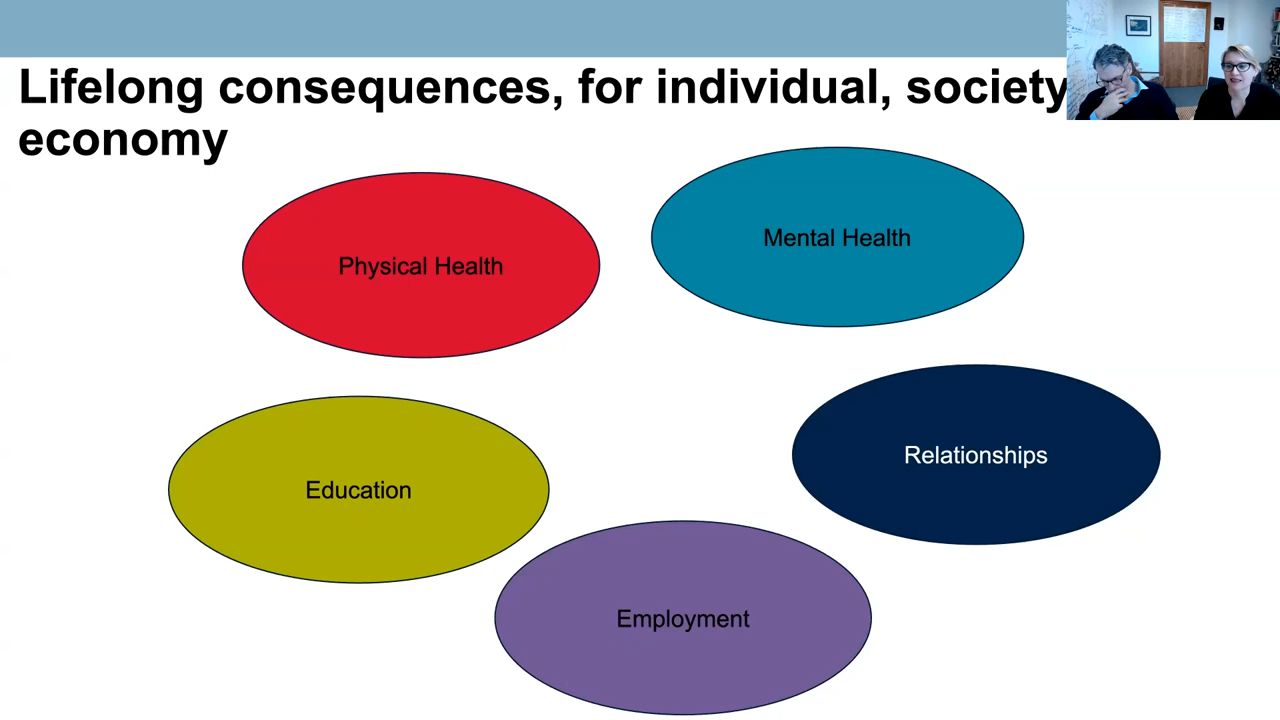 Lifelong consequences, for individual, society
economy
Physical Health
Mental Health
Education
Relationships
Employment